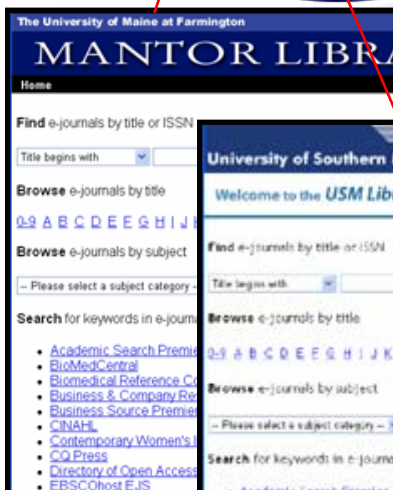 The University of Maine at Farmington
MANTOR LIBRA
Home
Find e-journals by title or ISSN
Title begins with
Browse e-journals by title
0-9 A B C D E F G H I J
Browse e-journals by subject
-- Please select a subject category -
Search for keywords in e-journa
Academic Search Premie
BioMedCentral
Biomedical Reference Co
Business & Company Re
Business Source Premier
CINAHL
Contemporary Women's I
CQ Press
Directory of Open Access
EBSCOhost EJS
University of Southern
Welcome to the USM Lib
Find e-journals by title or ISSN
Title begins with
Browse e-journals by title
0-9 A B C D E F G H I J K
Browse e-journals by subject
-- Please select a subject category -
Search for keywords in e-journa
Academic Search Premier